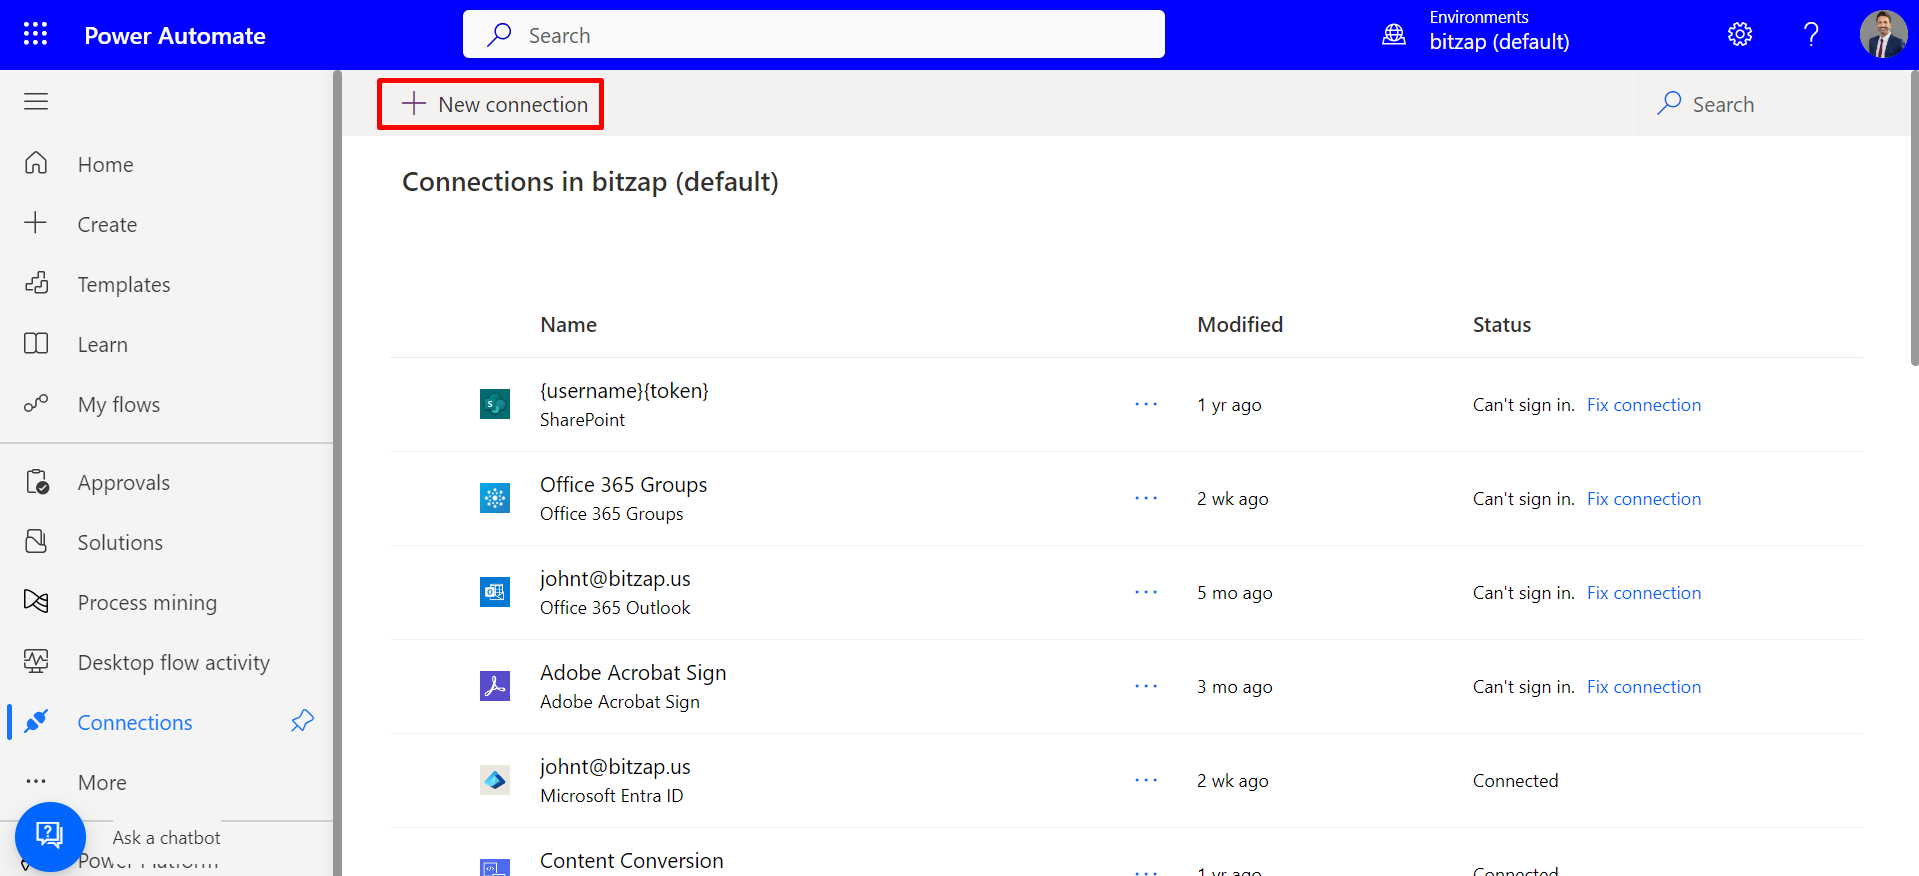 Power Automate
Search
Environments
bitzap (default)
New connection
Search
Home
Create
Templates
Learn
My flows
Approvals
Solutions
Process mining
Desktop flow activity
Connections
More
Ask a chatbot
Power Platform
Connections in bitzap (default)
Name Modified Status
{username}{token}
SharePoint
1 yr ago Can't sign in. Fix connection
Office 365 Groups
Office 365 Groups
2 wk ago Can't sign in. Fix connection
johnt@bitzap.us
Office 365 Outlook
5 mo ago Can't sign in. Fix connection
Adobe Acrobat Sign
Adobe Acrobat Sign
3 mo ago Can't sign in. Fix connection
johnt@bitzap.us
Microsoft Entra ID
2 wk ago Connected
Content Conversion
1 yr ago Connected